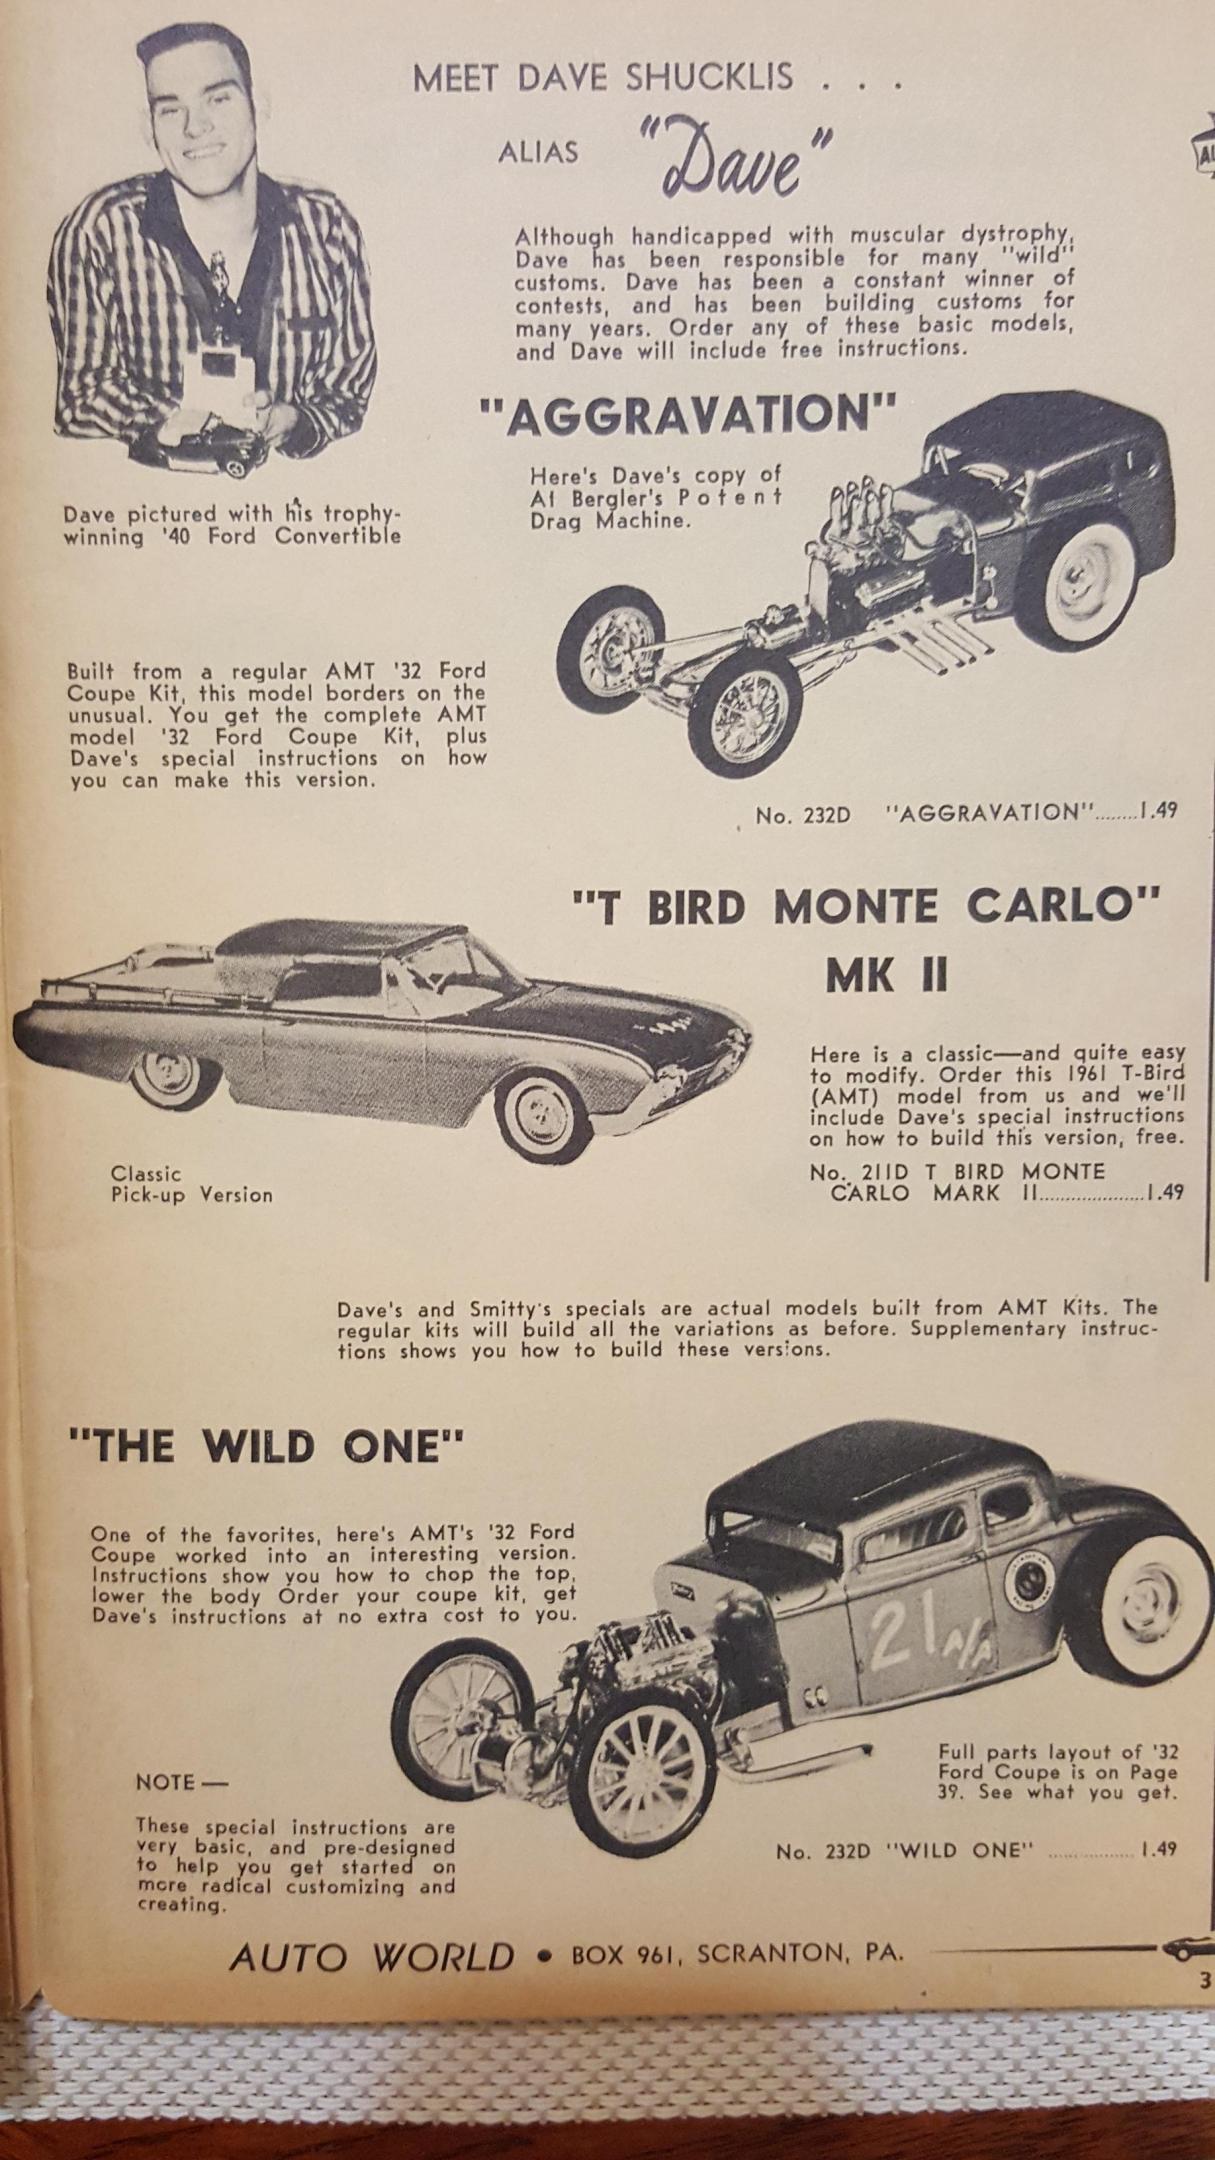 MEET DAVE SHUCKLIS . . .
ALIAS "Dave"
Although handicapped with muscular dystrophy,
Dave has been responsible for many "wild"
customs. Dave has been a constant winner of
contests, and has been building customs for
many years. Order any of these basic models,
and Dave will include free instructions.
Dave pictured with his trophy-
winning '40 Ford Convertible
"AGGRAVATION"
Here's Dave's copy of
Al Bergler's Potent
Drag Machine.
Built from a regular AMT '32 Ford
Coupe Kit, this model borders on the
unusual. You get the complete AMT
model '32 Ford Coupe Kit, plus
Dave's special instructions on how
you can make this version.
No. 232D "AGGRAVATION"........1.49
"T BIRD MONTE CARLO"
MK II
Here is a classic—and quite easy
to modify. Order this 1961 T-Bird
(AMT) model from us and we'll
include Dave's special instructions
on how to build this version, free.
No. 211D T BIRD MONTE
CARLO MARK II.....................1.49
Classic
Pick-up Version
Dave's and Smitty's specials are actual models built from AMT Kits. The
regular kits will build all the variations as before. Supplementary instruc-
tions shows you how to build these versions.
"THE WILD ONE"
One of the favorites, here's AMT's '32 Ford
Coupe worked into an interesting version.
Instructions show you how to chop the top,
lower the body Order your coupe kit, get
Dave's instructions at no extra cost to you.
21 A/A
NOTE—
These special instructions are
very basic, and pre-designed
to help you get started on
more radical customizing and
creating.
Full parts layout of '32
Ford Coupe is on Page
39. See what you get.
No. 232D "WILD ONE" ................. 1.49
AUTO WORLD • BOX 961, SCRANTON, PA.
3